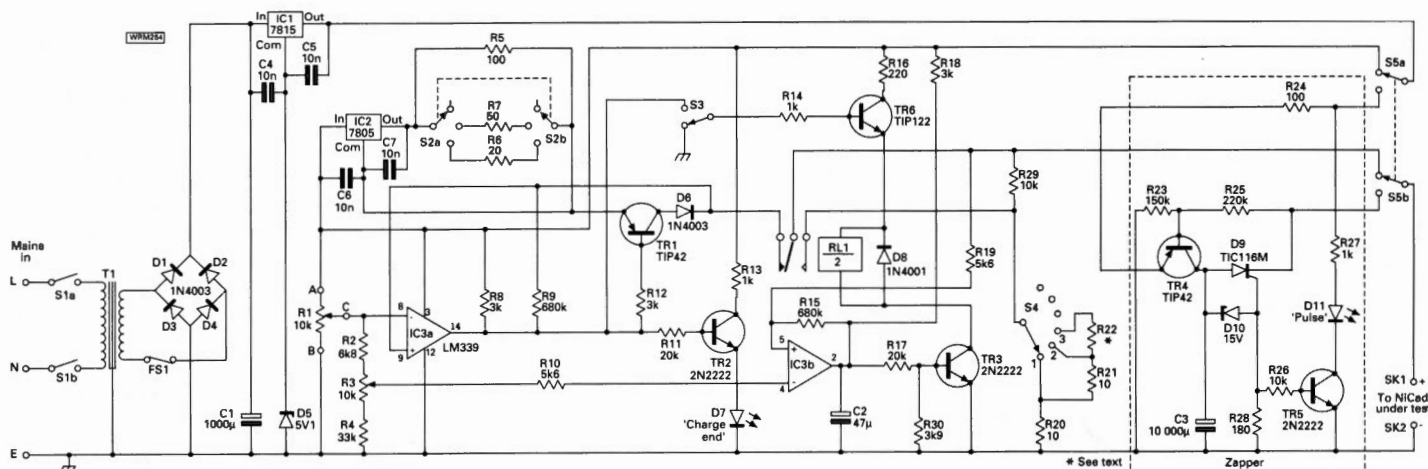 WRM264
In
IC1
7815
Out
Com
C4
10n
C5
10n
R5
100
IC2
7805
In
Out
Com
C7
10n
C6
10n
S2a
R7
50
R6
20
S2b
S3
R14
1k
R16
220
TR6
TIP122
R18
3k
S5a
R24
100
S5b
R29
10k
R23
150k
R25
220k
D6
1N4003
TR1
TIP42
RL1
2
D8
1N4001
R19
5k6
D9
TIC116M
TR4
TIP42
R27
1k
Mains
in
L
S1a
T1
D1
D2
1N4003
D3
D4
N
S1b
FS1
A
R1
10k
C
B
R2
6k8
R3
10k
R4
33k
8
3
IC3a
9
12
14
LM339
R8
3k
R9
680k
R12
3k
R13
1k
R11
20k
TR2
2N2222
R10
5k6
R15
680k
5
IC3b
2
4
R17
20k
TR3
2N2222
S4
3
2
1
R22
*
R21
10
R20
10
D10
15V
D11
'Pulse'
R26
10k
TR5
2N2222
SK1
+
To NiCad
under test
SK2
-
C1
1000µ
D5
5V1
D7
'Charge
end'
C2
47µ
R30
3k9
C3
10 000µ
R28
180
E
* See text
Zapper